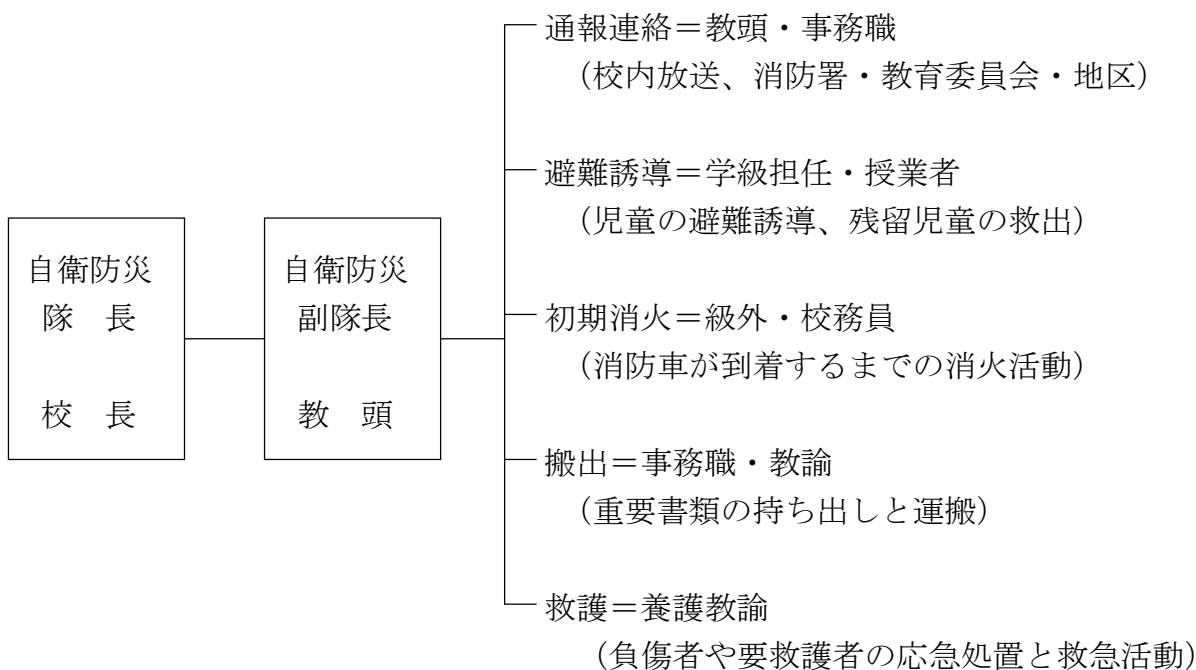 自衛防災
隊　長
校　長
自衛防災
副隊長
教　頭
通報連絡＝教頭・事務職
（校内放送、消防署・教育委員会・地区）
避難誘導＝学級担任・授業者
（児童の避難誘導、残留児童の救出）
初期消火＝級外・校務員
（消防車が到着するまでの消火活動）
搬出＝事務職・教諭
（重要書類の持ち出しと運搬）
救護＝養護教諭
（負傷者や要救護者の応急処置と救急活動）